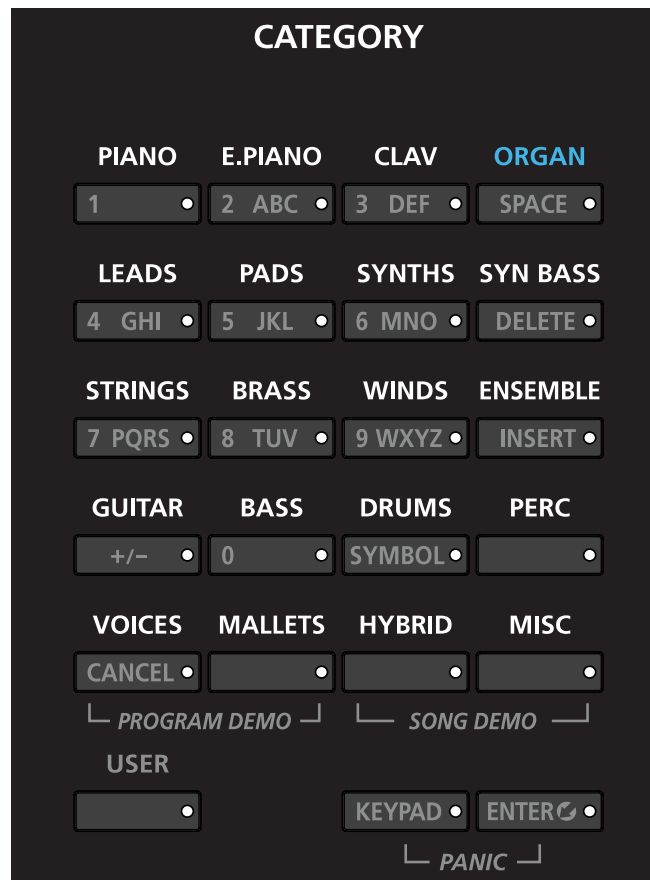 CATEGORY
PIANO E.PIANO CLAV ORGAN
1 2 ABC 3 DEF SPACE
LEADS PADS SYNTHS SYN BASS
4 GHI 5 JKL 6 MNO DELETE
STRINGS BRASS WINDS ENSEMBLE
7 PQRS 8 TUV 9 WXYZ INSERT
GUITAR BASS DRUMS PERC
+/− 0 SYMBOL
VOICES MALLETS HYBRID MISC
CANCEL
PROGRAM DEMO SONG DEMO
USER
KEYPAD ENTER
PANIC